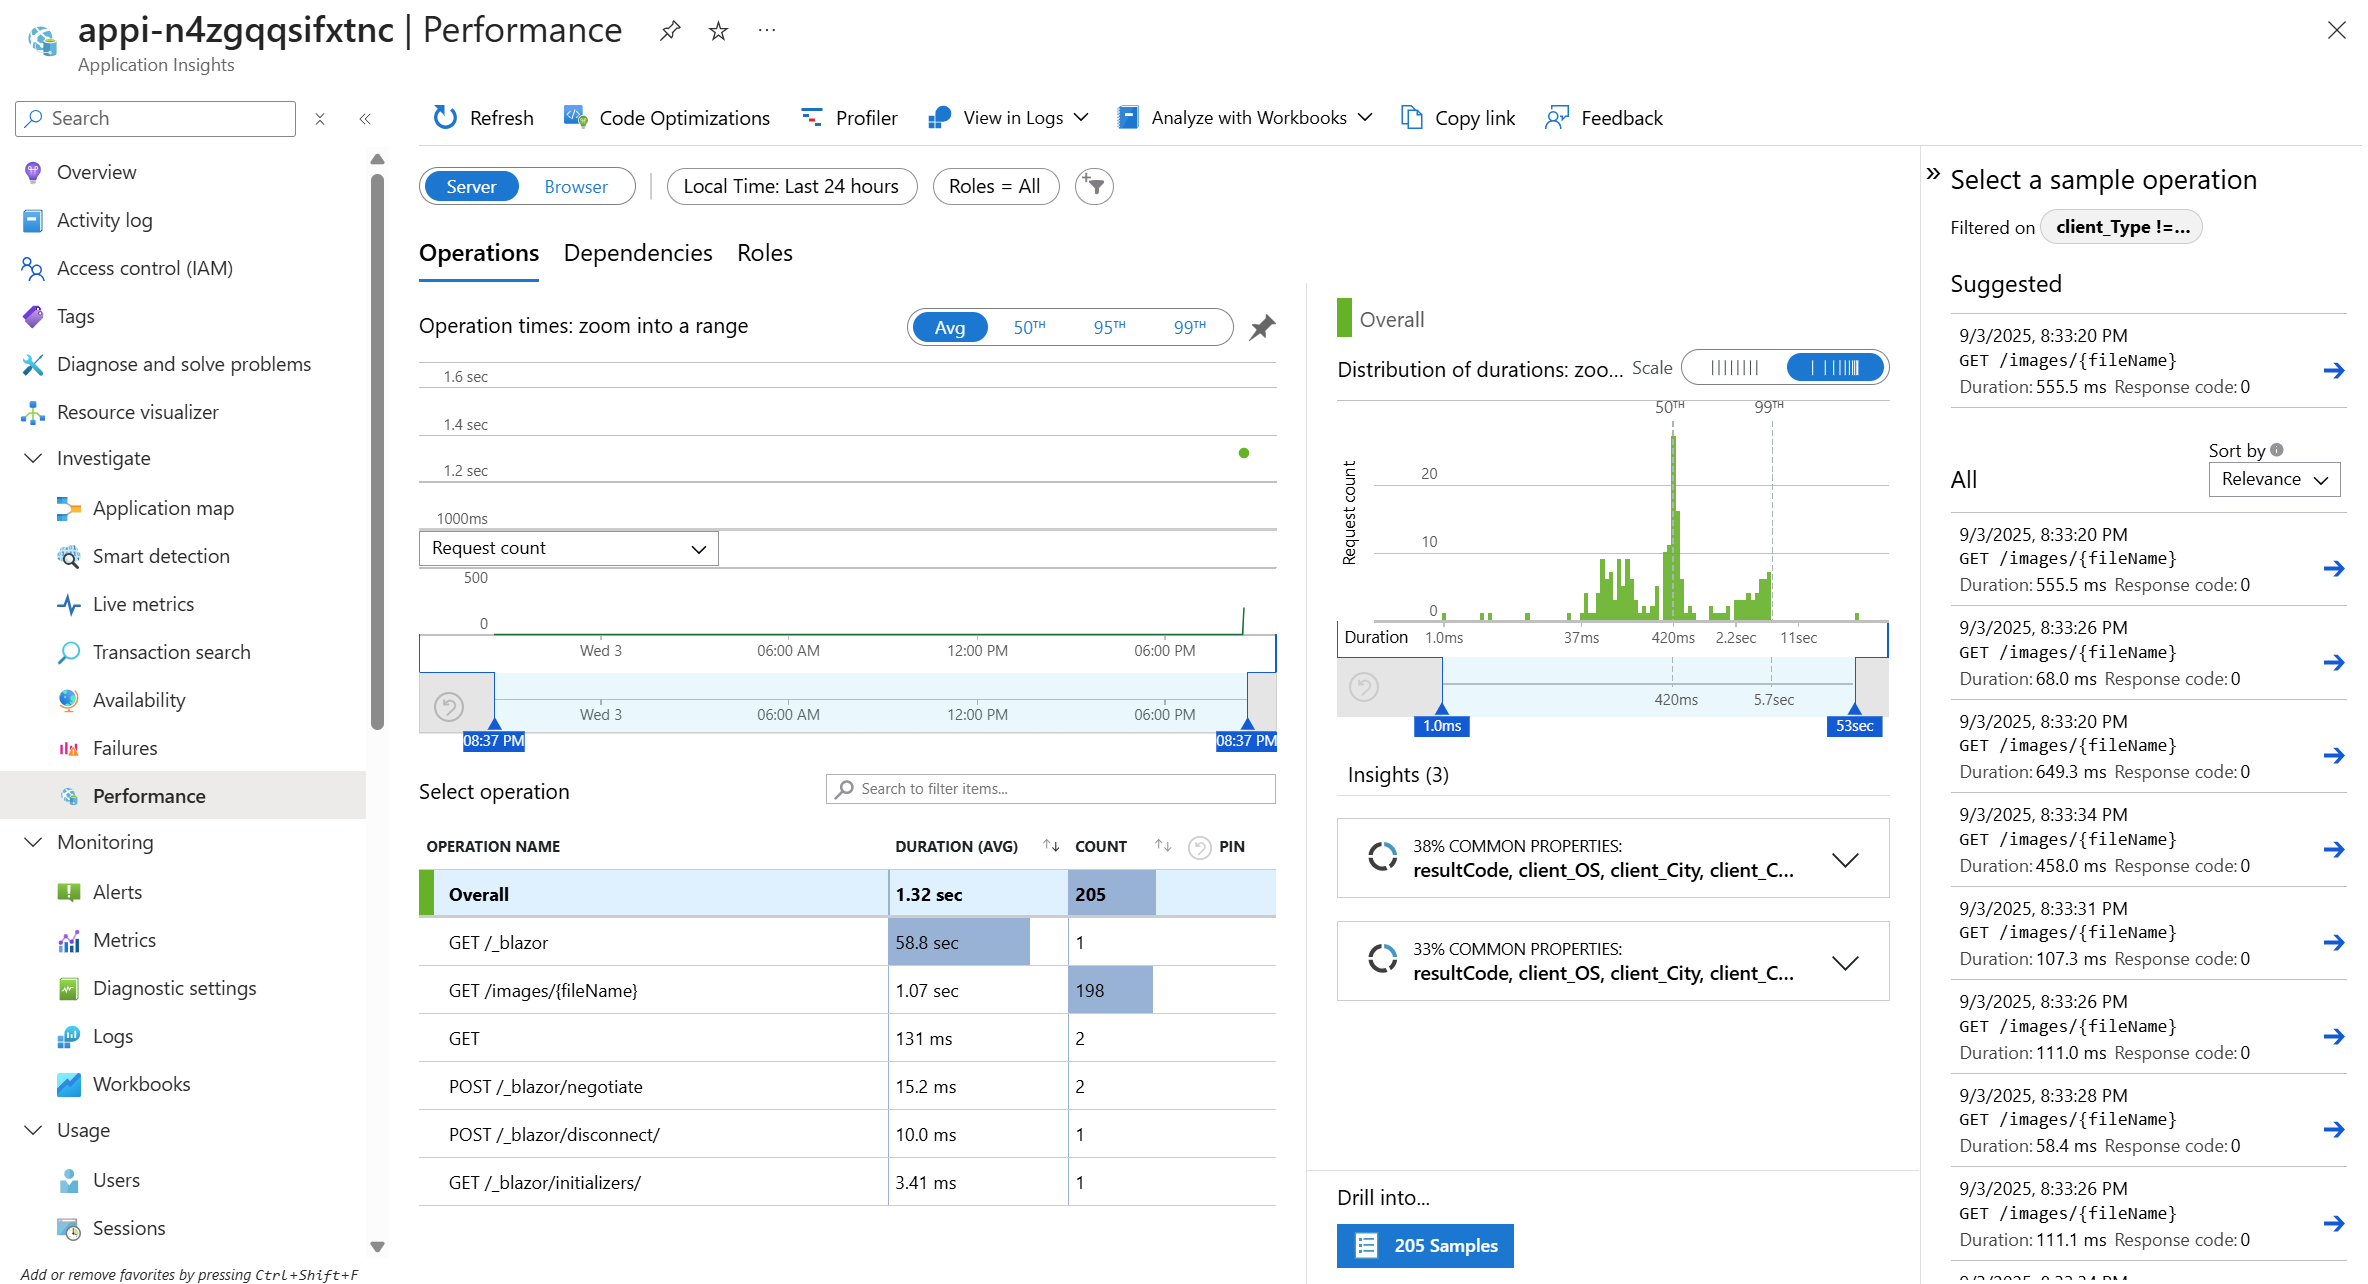 appi-n4zgqqsifxtnc | Performance
Application Insights
Search
Overview
Activity log
Access control (IAM)
Tags
Diagnose and solve problems
Resource visualizer
Investigate
Application map
Smart detection
Live metrics
Transaction search
Availability
Failures
Performance
Monitoring
Alerts
Metrics
Diagnostic settings
Logs
Workbooks
Usage
Users
Sessions
Add or remove favorites by pressing Ctrl+Shift+F
Refresh
Code Optimizations
Profiler
View in Logs
Analyze with Workbooks
Copy link
Feedback
Server
Browser
Local Time: Last 24 hours
Roles = All
Operations
Dependencies
Roles
Operation times: zoom into a range
Avg
50TH
95TH
99TH
1.6 sec
1.4 sec
1.2 sec
1000ms
Request count
500
0
Wed 3
06:00 AM
12:00 PM
06:00 PM
Wed 3
06:00 AM
12:00 PM
06:00 PM
08:37 PM
08:37 PM
Select operation
Search to filter items...
OPERATION NAME DURATION (AVG) COUNT PIN
Overall 1.32 sec 205
GET /_blazor 58.8 sec 1
GET /images/{fileName} 1.07 sec 198
GET 131 ms 2
POST /_blazor/negotiate 15.2 ms 2
POST /_blazor/disconnect/ 10.0 ms 1
GET /_blazor/initializers/ 3.41 ms 1
Overall
Distribution of durations: zoo... Scale
50TH
99TH
Request count
20
10
0
Duration
1.0ms
37ms
420ms
2.2sec
11sec
420ms
5.7sec
1.0ms
53sec
Insights (3)
38% COMMON PROPERTIES:
resultCode, client_OS, client_City, client_C...
33% COMMON PROPERTIES:
resultCode, client_OS, client_City, client_C...
Drill into...
205 Samples
Select a sample operation
Filtered on client_Type !=...
Suggested
9/3/2025, 8:33:20 PM
GET /images/{fileName}
Duration: 555.5 ms Response code: 0
Sort by
All
Relevance
9/3/2025, 8:33:20 PM
GET /images/{fileName}
Duration: 555.5 ms Response code: 0
9/3/2025, 8:33:26 PM
GET /images/{fileName}
Duration: 68.0 ms Response code: 0
9/3/2025, 8:33:20 PM
GET /images/{fileName}
Duration: 649.3 ms Response code: 0
9/3/2025, 8:33:34 PM
GET /images/{fileName}
Duration: 458.0 ms Response code: 0
9/3/2025, 8:33:31 PM
GET /images/{fileName}
Duration: 107.3 ms Response code: 0
9/3/2025, 8:33:26 PM
GET /images/{fileName}
Duration: 111.0 ms Response code: 0
9/3/2025, 8:33:28 PM
GET /images/{fileName}
Duration: 58.4 ms Response code: 0
9/3/2025, 8:33:26 PM
GET /images/{fileName}
Duration: 111.1 ms Response code: 0